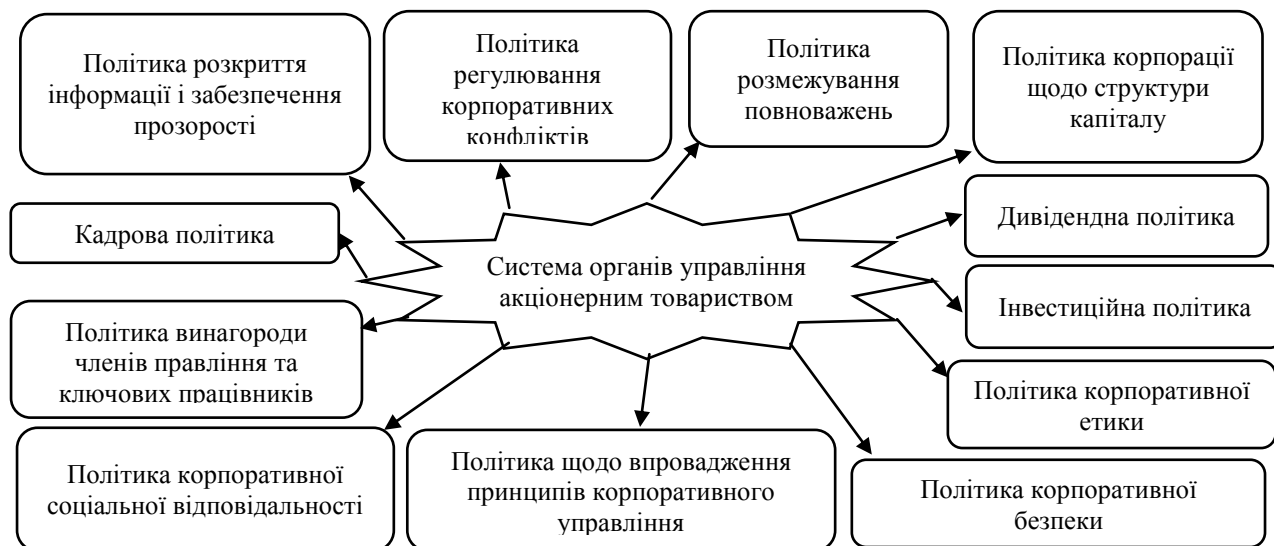 Політика розкриття
інформації і забезпечення
прозорості
Політика
регулювання
корпоративних
конфліктів
Політика
розмежування
повноважень
Політика корпорації
щодо структури
капіталу
Кадрова політика
Система органів управління
акціонерним товариством
Дивідендна політика
Інвестиційна політика
Політика винагороди
членів правління та
ключових працівників
Політика корпоративної
етики
Політика корпоративної
соціальної відповідальності
Політика щодо впровадження
принципів корпоративного
управління
Політика корпоративної
безпеки